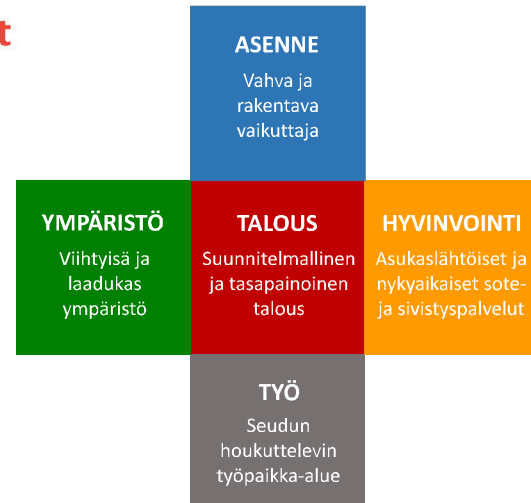 t
ASENNE
Vahva ja
rakentava
vaikuttaja
YMPÄRISTÖ
Viihtyisä ja
laadukas
ympäristö
TALOUS
Suunnitelmallinen
ja tasapainoinen
talous
HYVINVOINTI
Asukaslähtöiset ja
nykyaikaiset sote-
ja sivistyspalvelut
TYÖ
Seudun
houkuttelevin
työpaikka-alue